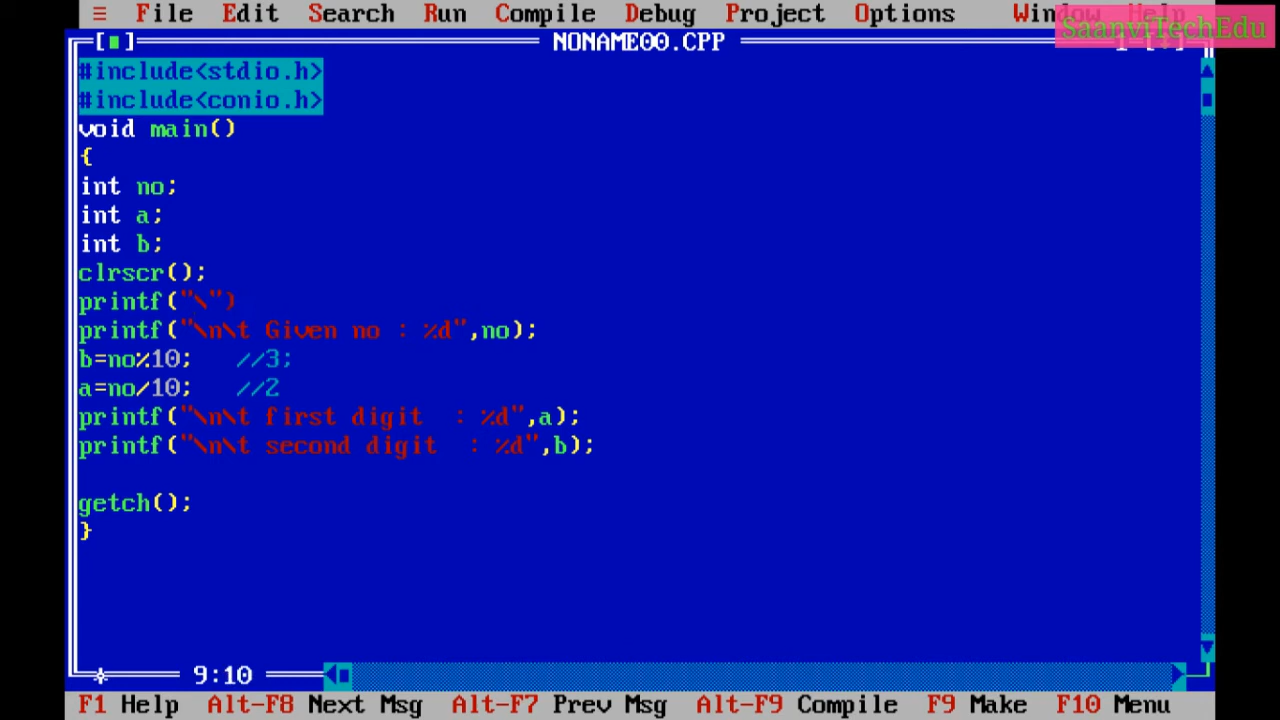 ≡ File Edit Search Run Compile Debug Project Options Window Help
SaanviTechEdu
NONAME00.CPP
#include<stdio.h>
#include<conio.h>
void main()
{
int no;
int a;
int b;
clrscr();
printf("\")
printf("\n\t Given no : %d",no);
b=no%10;   //3;
a=no/10;   //2
printf("\n\t first digit  : %d",a);
printf("\n\t second digit  : %d",b);
getch();
}
9:10
F1 Help Alt-F8 Next Msg Alt-F7 Prev Msg Alt-F9 Compile F9 Make F10 Menu